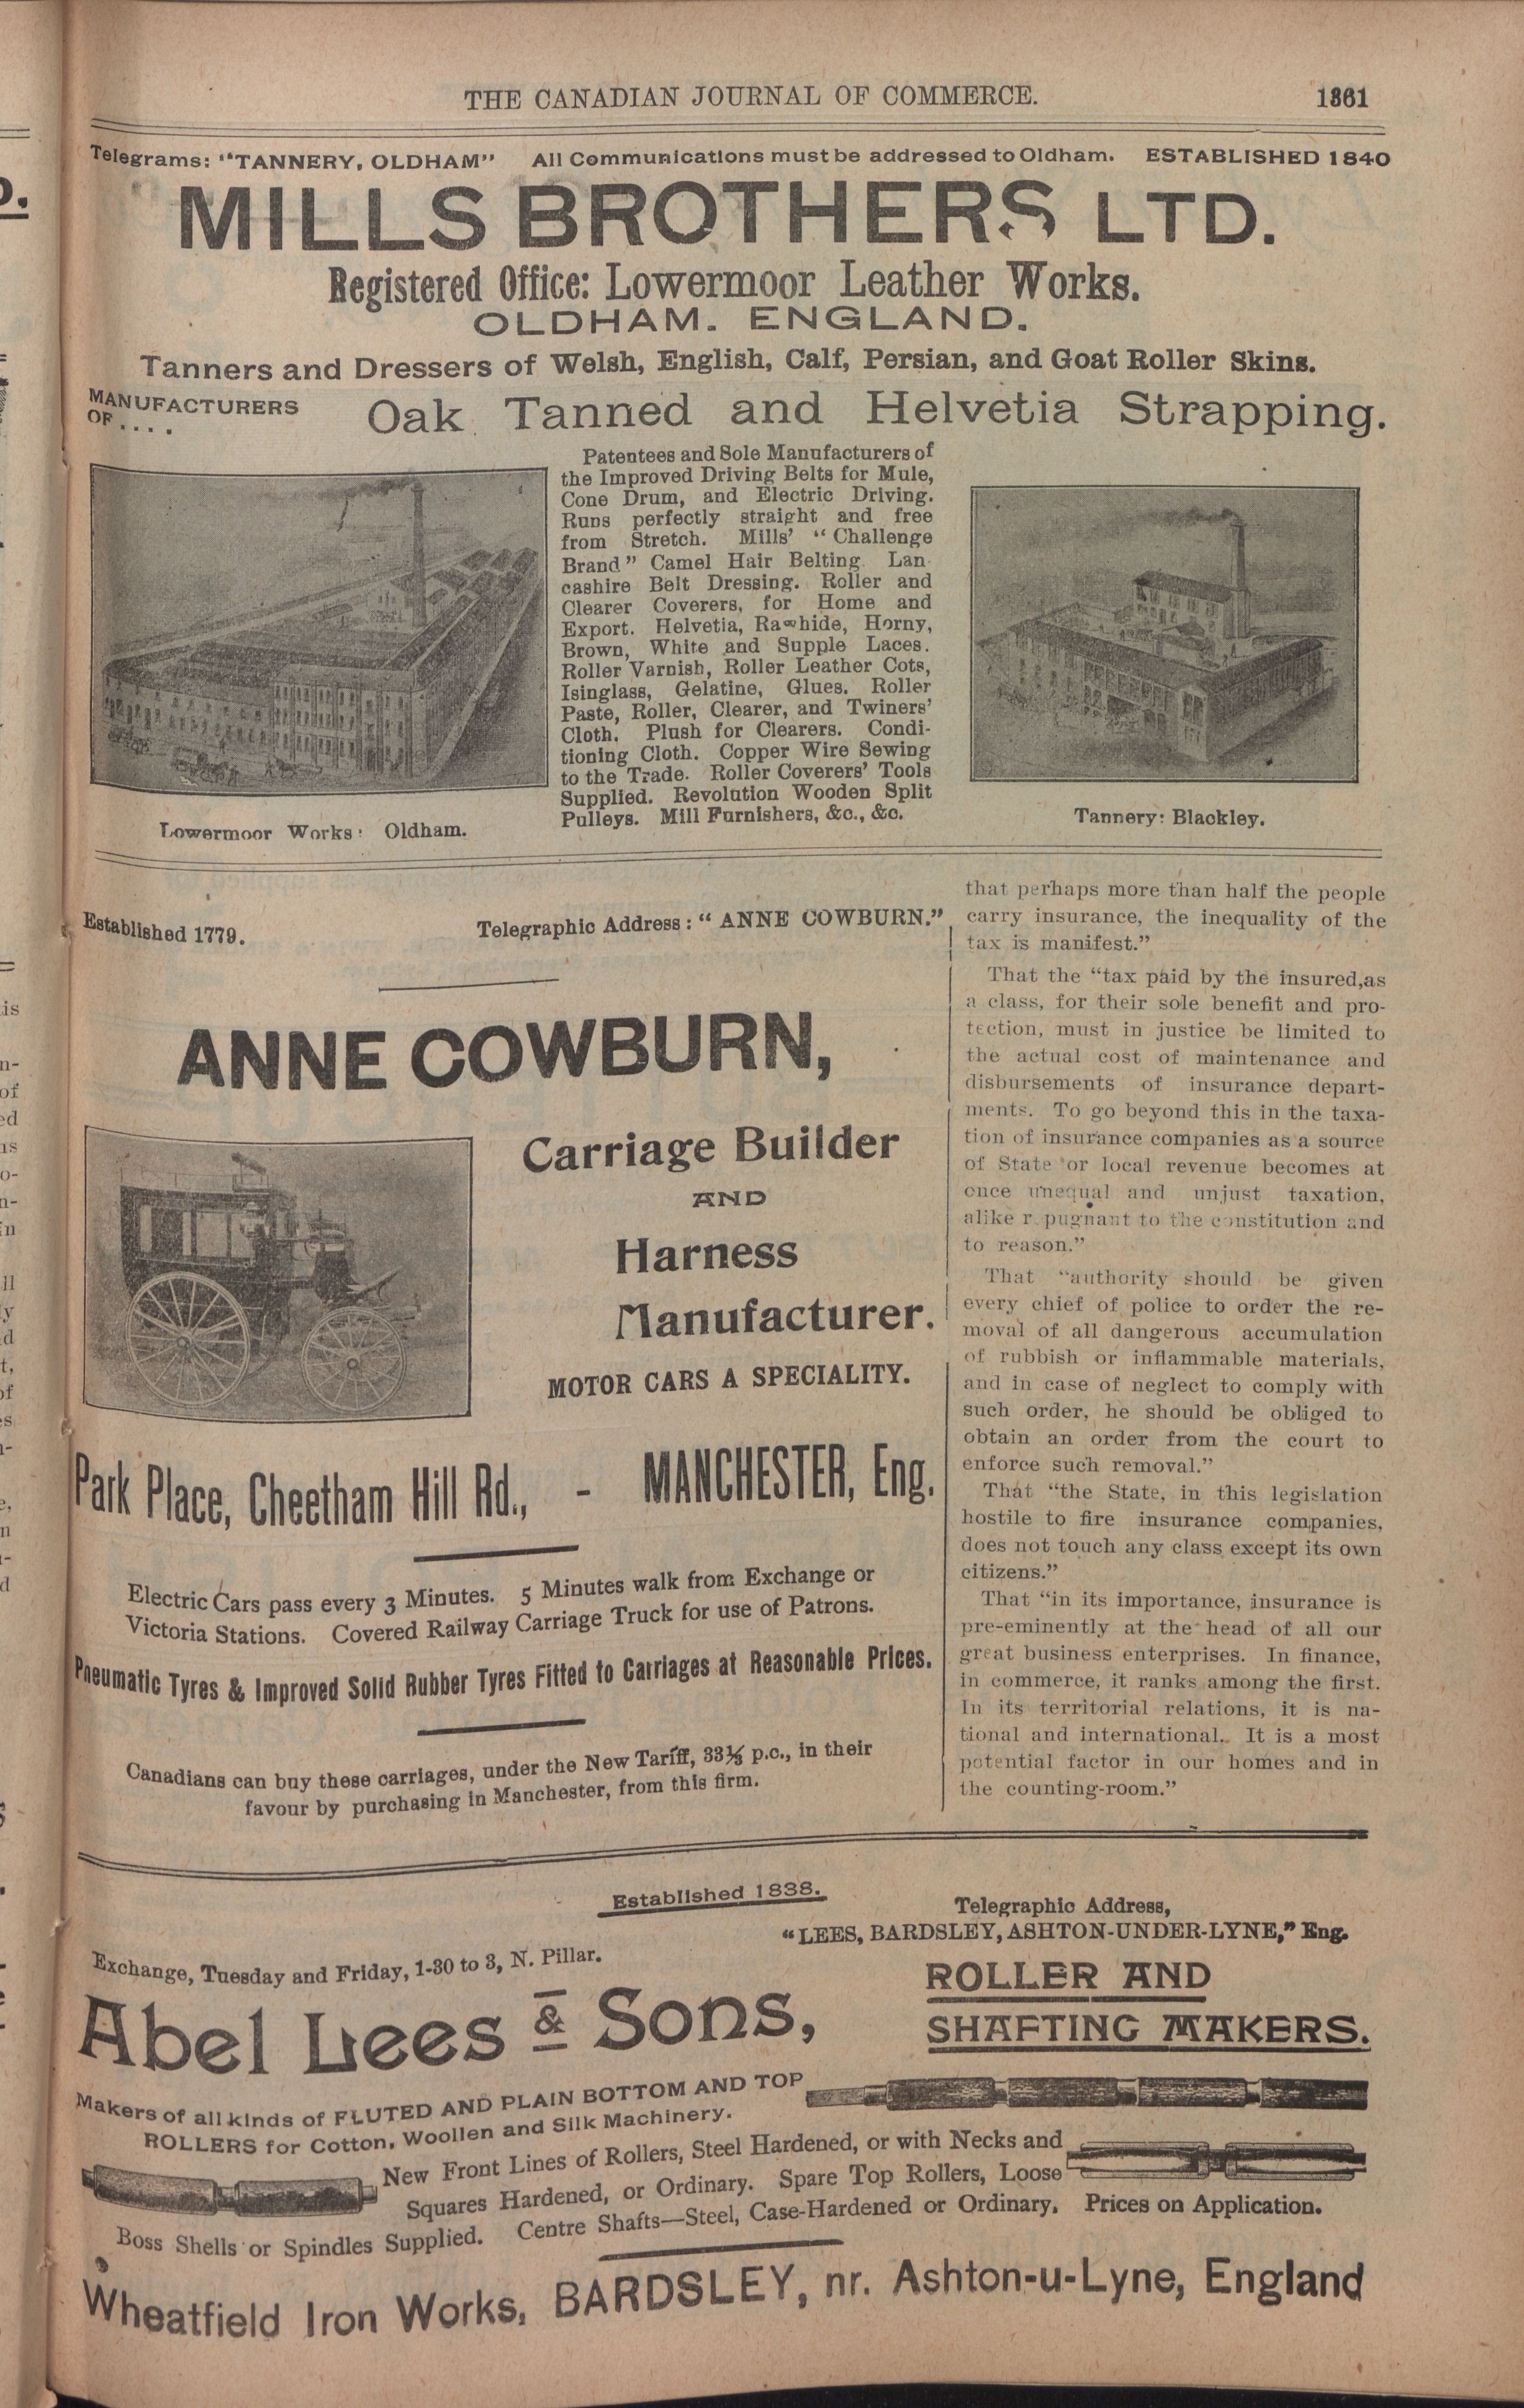 THE CANADIAN JOURNAL OF COMMERCE. 1361
Telegrams: "TANNERY, OLDHAM" All Communications must be addressed to Oldham. ESTABLISHED 1840
MILLS BROTHERS LTD.
Registered Office: Lowermoor Leather Works.
OLDHAM. ENGLAND.
Tanners and Dressers of Welsh, English, Calf, Persian, and Goat Roller Skins.
MANUFACTURERS
OF....
Oak Tanned and Helvetia Strapping.
Patentees and Sole Manufacturers of
the Improved Driving Belts for Mule,
Cone Drum, and Electric Driving.
Runs perfectly straight and free
from Stretch. Mills' "Challenge
Brand" Camel Hair Belting. Lan-
cashire Belt Dressing. Roller and
Clearer Coverers, for Home and
Export. Helvetia, Rawhide, Horny,
Brown, White and Supple Laces.
Roller Varnish, Roller Leather Cots,
Isinglass, Gelatine, Glues. Roller
Paste, Roller, Clearer, and Twiners'
Cloth. Plush for Clearers. Condi-
tioning Cloth. Copper Wire Sewing
to the Trade. Roller Coverers' Tools
Supplied. Revolution Wooden Split
Pulleys. Mill Furnishers, &c., &c.
Lowermoor Works: Oldham.
Tannery: Blackley.
Established 1779.
Telegraphic Address: "ANNE COWBURN."
ANNE COWBURN,
Carriage Builder
AND
Harness
Manufacturer.
MOTOR CARS A SPECIALITY.
Park Place, Cheetham Hill Rd., - MANCHESTER, Eng.
Electric Cars pass every 3 Minutes. 5 Minutes walk from Exchange or
Victoria Stations. Covered Railway Carriage Truck for use of Patrons.
Pneumatic Tyres & Improved Solid Rubber Tyres Fitted to Carriages at Reasonable Prices.
Canadians can buy these carriages, under the New Tariff, 33⅓ p.c., in their
favour by purchasing in Manchester, from this firm.
that perhaps more than half the people
carry insurance, the inequality of the
tax is manifest."
That the "tax paid by the insured,as
a class, for their sole benefit and pro-
tection, must in justice be limited to
the actual cost of maintenance and
disbursements of insurance depart-
ments. To go beyond this in the taxa-
tion of insurance companies as a source
of State or local revenue becomes at
once unequal and unjust taxation,
alike r pugnant to the constitution and
to reason."
That "authority should be given
every chief of police to order the re-
moval of all dangerous accumulation
of rubbish or inflammable materials,
and in case of neglect to comply with
such order, he should be obliged to
obtain an order from the court to
enforce such removal."
That "the State, in this legislation
hostile to fire insurance companies,
does not touch any class except its own
citizens."
That "in its importance, insurance is
pre-eminently at the head of all our
great business enterprises. In finance,
in commerce, it ranks among the first.
In its territorial relations, it is na-
tional and international. It is a most
potential factor in our homes and in
the counting-room."
Established 1838.
Telegraphic Address,
"LEES, BARDSLEY, ASHTON-UNDER-LYNE," Eng.
Exchange, Tuesday and Friday, 1-30 to 3, N. Pillar.
Abel Lees & Sons,
ROLLER AND
SHAFTING MAKERS.
Makers of all kinds of FLUTED AND PLAIN BOTTOM AND TOP
ROLLERS for Cotton, Woollen and Silk Machinery.
New Front Lines of Rollers, Steel Hardened, or with Necks and
Squares Hardened, or Ordinary. Spare Top Rollers, Loose
Boss Shells or Spindles Supplied. Centre Shafts—Steel, Case-Hardened or Ordinary. Prices on Application.
Wheatfield Iron Works, BARDSLEY, nr. Ashton-u-Lyne, England